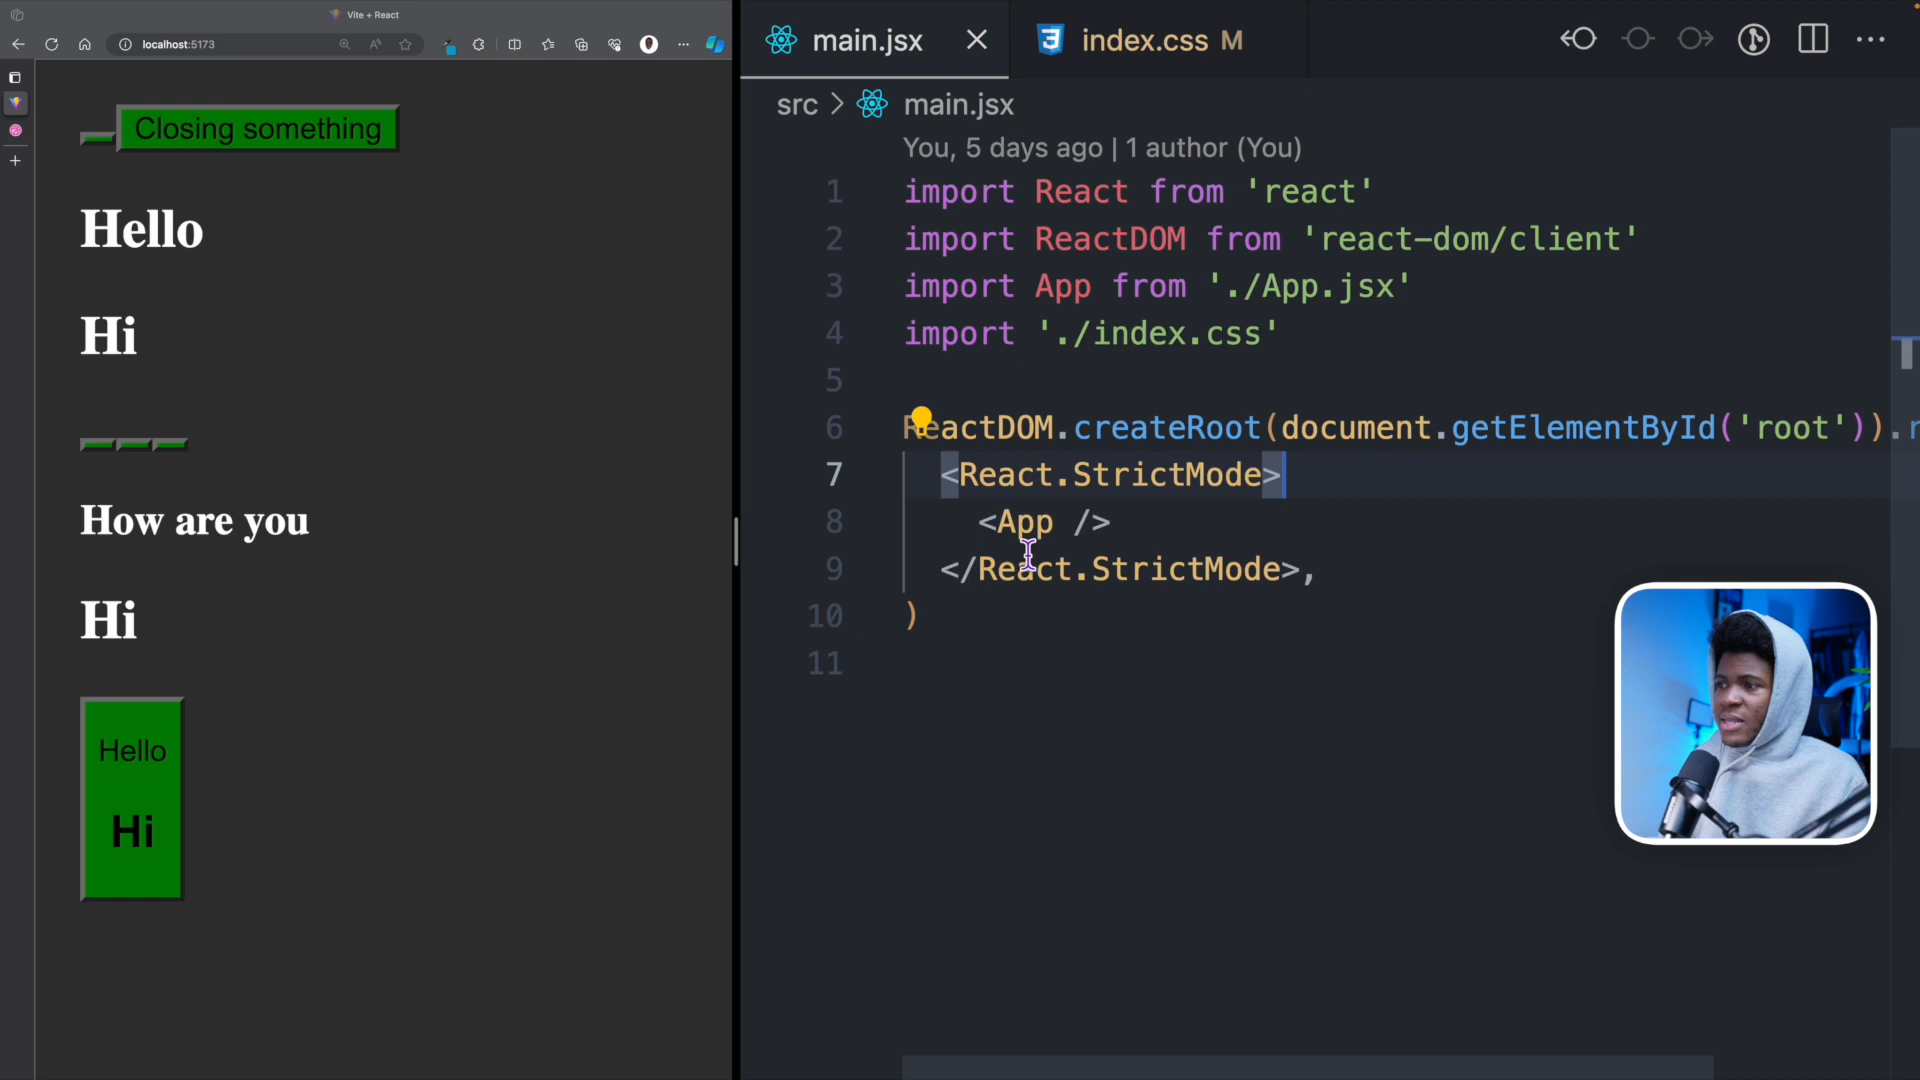 Vite + React
localhost:5173
Closing something
Hello
Hi
How are you
Hi
Hello
Hi
main.jsx
index.css M
src > main.jsx
You, 5 days ago | 1 author (You)
1 import React from 'react'
2 import ReactDOM from 'react-dom/client'
3 import App from './App.jsx'
4 import './index.css'
5
6 ReactDOM.createRoot(document.getElementById('root')).r
7 <React.StrictMode>
8 <App />
9 </React.StrictMode>,
10 )
11